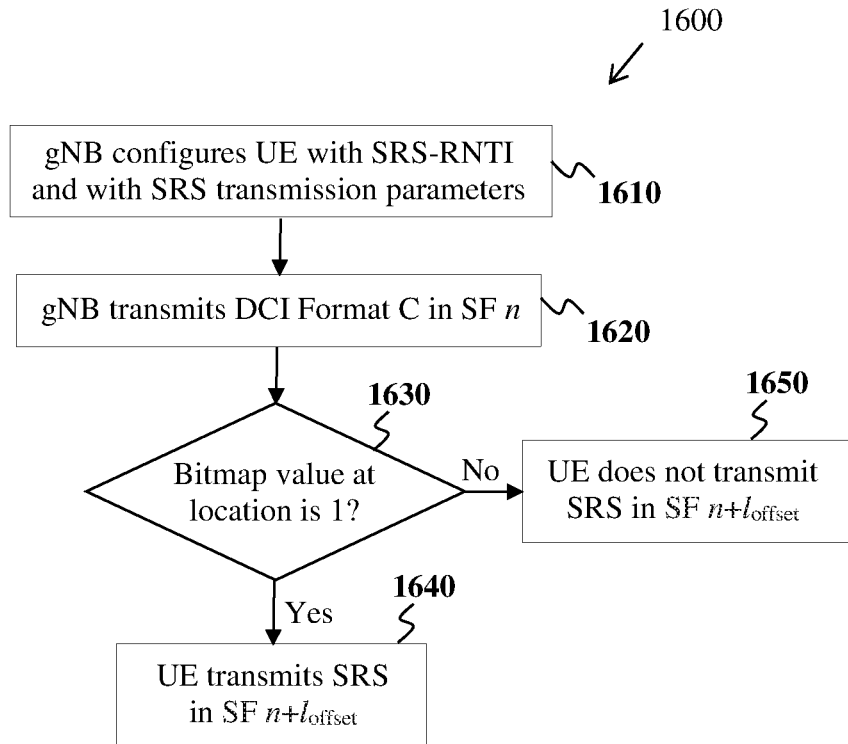 1600
gNB configures UE with SRS-RNTI
and with SRS transmission parameters
1610
gNB transmits DCI Format C in SF n
1620
1630
Bitmap value at
location is 1?
No
1650
UE does not transmit
SRS in SF n+l_offset
Yes
1640
UE transmits SRS
in SF n+l_offset